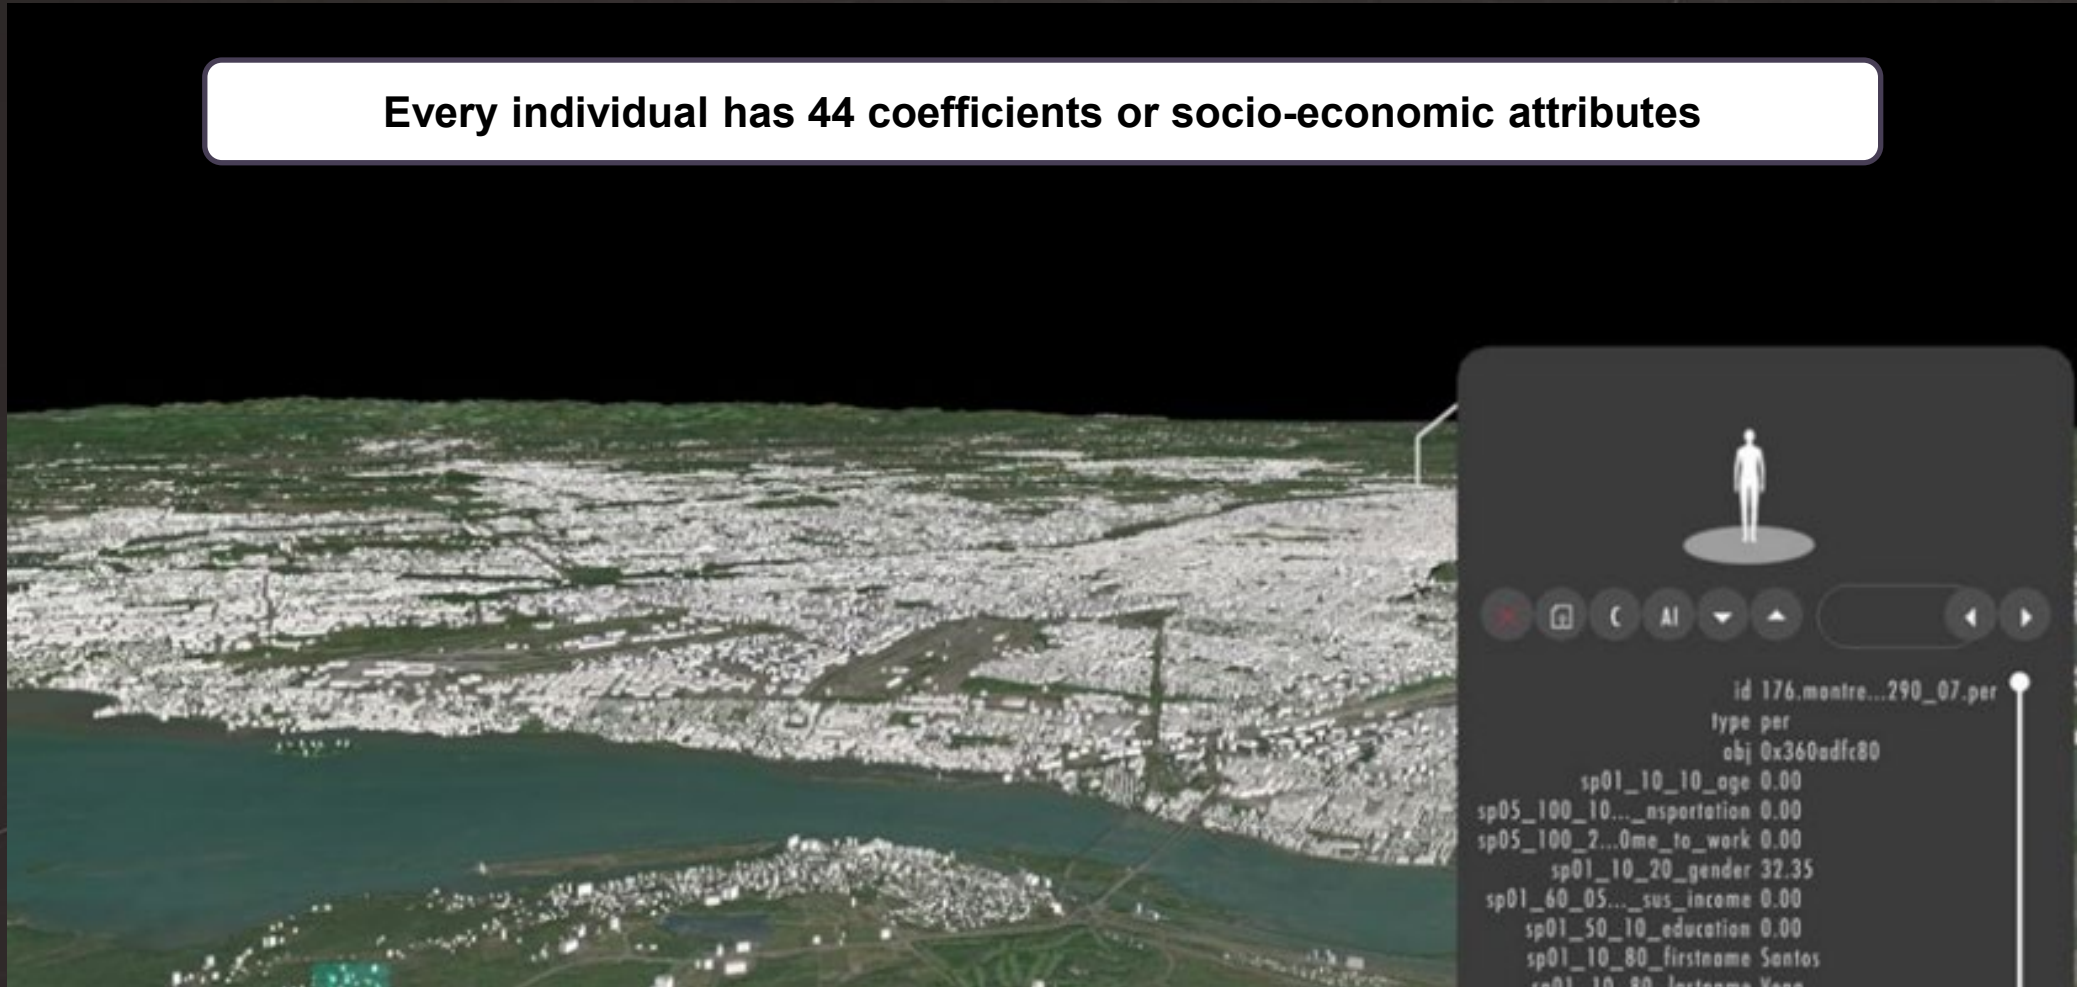 Every individual has 44 coefficients or socio-economic attributes
C AI
id 176.montre...290_07.per
type per
obj 0x360adfc80
sp01_10_10_age 0.00
sp05_100_10..._nsportation 0.00
sp05_100_2...0me_to_work 0.00
sp01_10_20_gender 32.35
sp01_60_05..._sus_income 0.00
sp01_50_10_education 0.00
sp01_10_80_firstname Santos